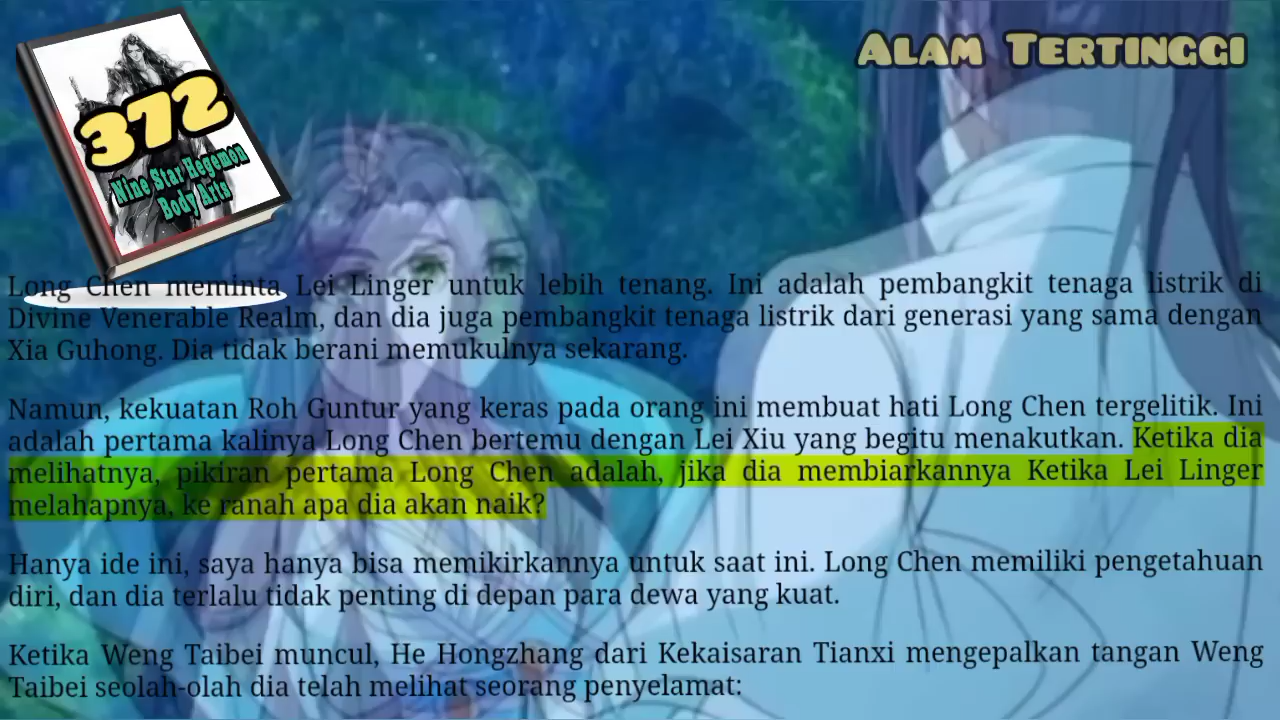 372
Nine Star Hegemon
Body Arts
Alam Tertinggi
Long Chen meminta Lei Linger untuk lebih tenang. Ini adalah pembangkit tenaga listrik di
Divine Venerable Realm, dan dia juga pembangkit tenaga listrik dari generasi yang sama dengan
Xia Guhong. Dia tidak berani memukulnya sekarang.
Namun, kekuatan Roh Guntur yang keras pada orang ini membuat hati Long Chen tergelitik. Ini
adalah pertama kalinya Long Chen bertemu dengan Lei Xiu yang begitu menakutkan. Ketika dia
melihatnya, pikiran pertama Long Chen adalah, jika dia membiarkannya Ketika Lei Linger
melahapnya, ke ranah apa dia akan naik?
Hanya ide ini, saya hanya bisa memikirkannya untuk saat ini. Long Chen memiliki pengetahuan
diri, dan dia terlalu tidak penting di depan para dewa yang kuat.
Ketika Weng Taibei muncul, He Hongzhang dari Kekaisaran Tianxi mengepalkan tangan Weng
Taibei seolah-olah dia telah melihat seorang penyelamat: